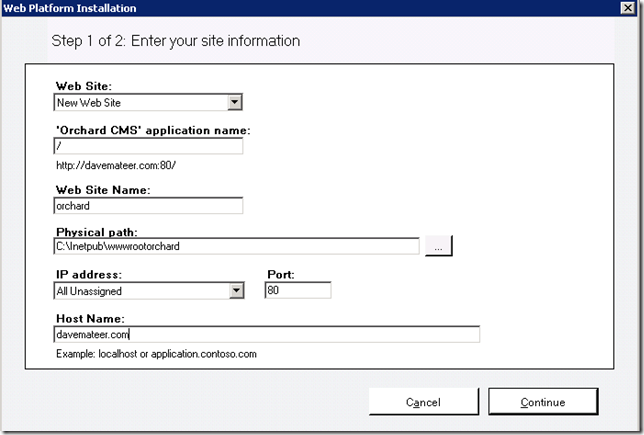 Web Platform Installation
Step 1 of 2: Enter your site information
Web Site:
New Web Site
'Orchard CMS' application name:
/
http://davemateer.com:80/
Web Site Name:
orchard
Physical path:
C:\Inetpub\wwwrootorchard
...
IP address: Port:
All Unassigned 80
Host Name:
davemateer.com
Example: localhost or application.contoso.com
Cancel Continue